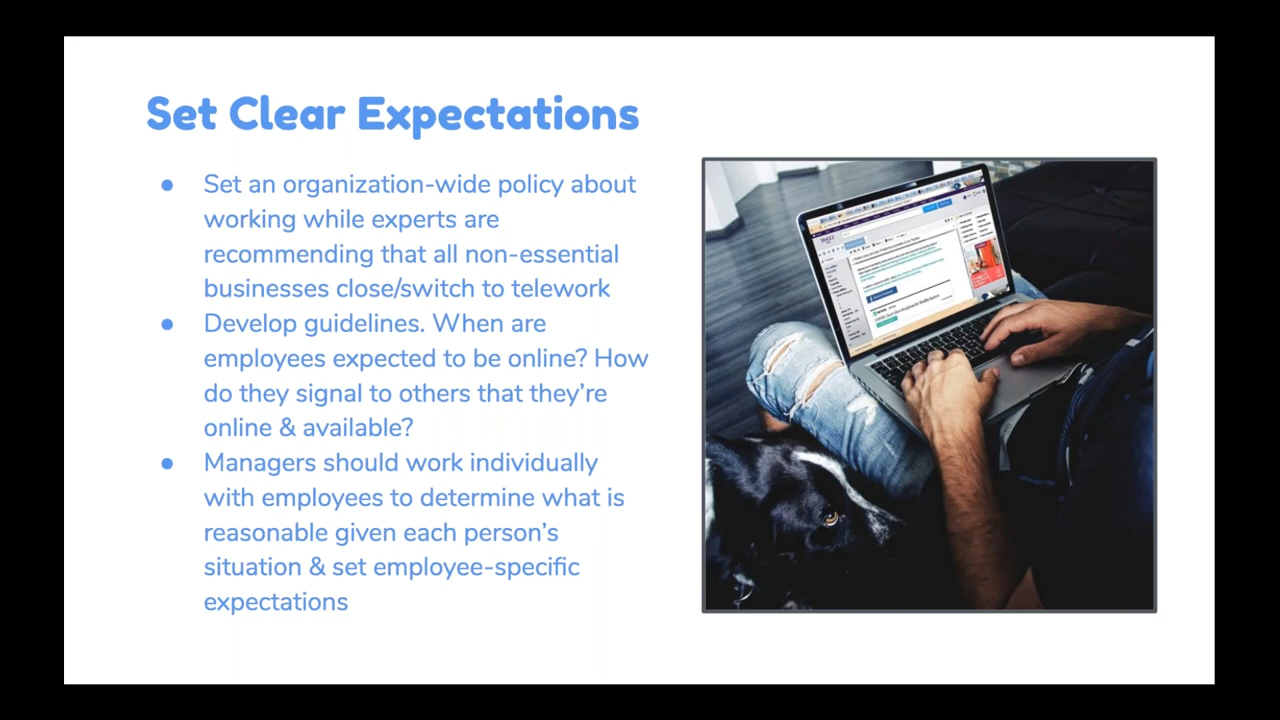 Set Clear Expectations
● Set an organization-wide policy about
working while experts are
recommending that all non-essential
businesses close/switch to telework
● Develop guidelines. When are
employees expected to be online? How
do they signal to others that they’re
online & available?
● Managers should work individually
with employees to determine what is
reasonable given each person’s
situation & set employee-specific
expectations
YAHOO!